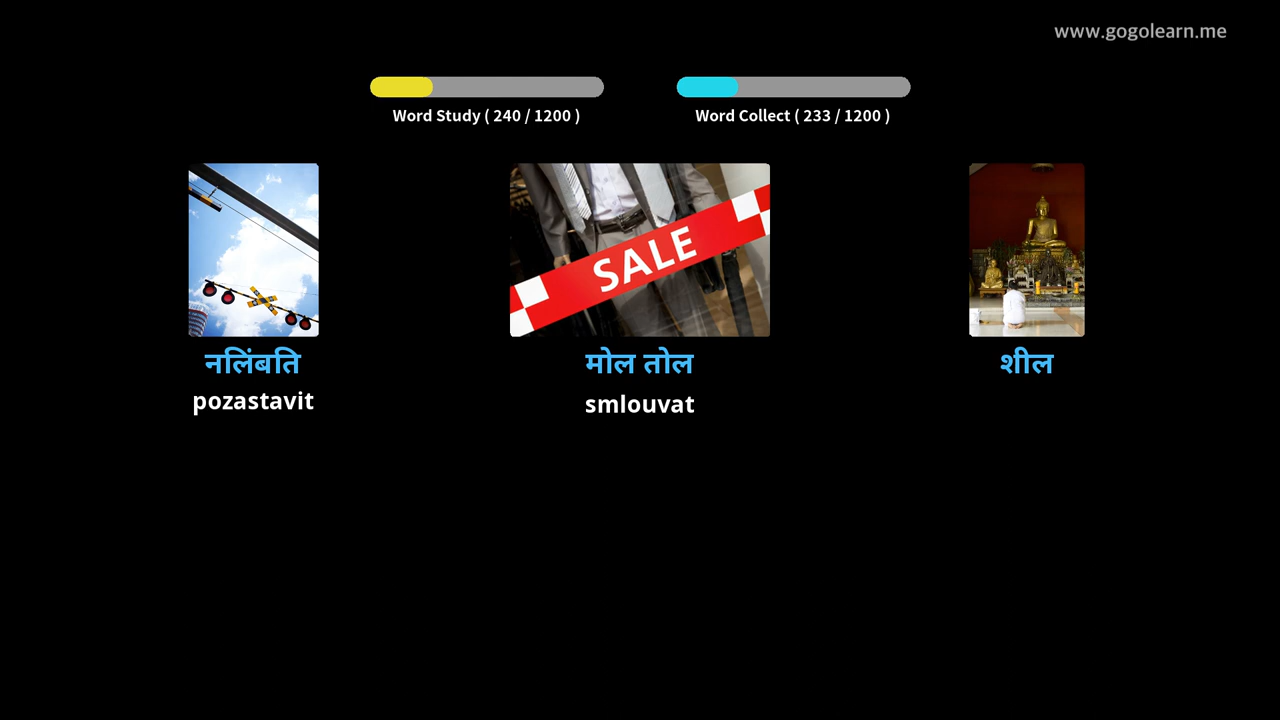 www.gogolearn.me
Word Study ( 240 / 1200 )
Word Collect ( 233 / 1200 )
SALE
नलिंबति
मोल तोल
शील
pozastavit
smlouvat